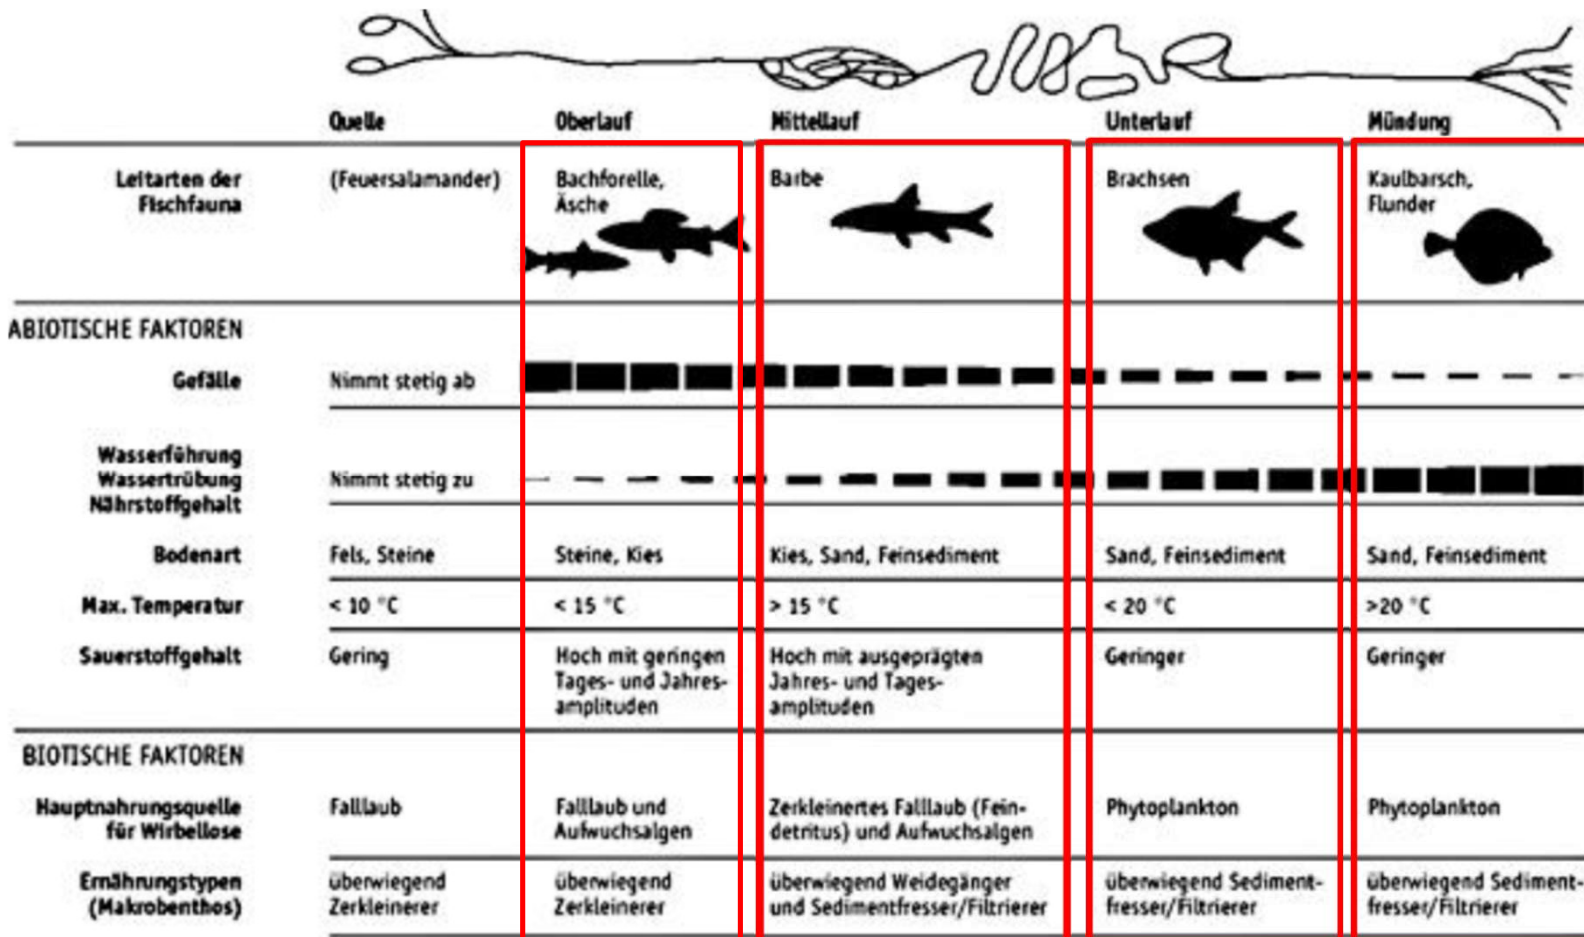 Quelle Oberlauf Mittellauf Unterlauf Mündung
Leitarten der (Feuersalamander) Bachforelle, Barbe Brachsen Kaulbarsch,
Fischfauna Äsche Flunder
ABIOTISCHE FAKTOREN
Gefälle Nimmt stetig ab
Wasserführung
Wassertrübung Nimmt stetig zu
Nährstoffgehalt
Bodenart Fels, Steine Steine, Kies Kies, Sand, Feinsediment Sand, Feinsediment Sand, Feinsediment
Max. Temperatur < 10 °C < 15 °C > 15 °C < 20 °C >20 °C
Sauerstoffgehalt Gering Hoch mit geringen Hoch mit ausgeprägten Geringer Geringer
Tages- und Jahres- Jahres- und Tages-
amplituden amplituden
BIOTISCHE FAKTOREN
Hauptnahrungsquelle Falllaub Falllaub und Zerkleinertes Falllaub (Fein- Phytoplankton Phytoplankton
für Wirbellose Aufwuchsalgen detritus) und Aufwuchsalgen
Ernährungstypen überwiegend überwiegend überwiegend Weidegänger überwiegend Sediment- überwiegend Sediment-
(Makrobenthos) Zerkleinerer Zerkleinerer und Sedimentfresser/Filtrierer fresser/Filtrierer fresser/Filtrierer